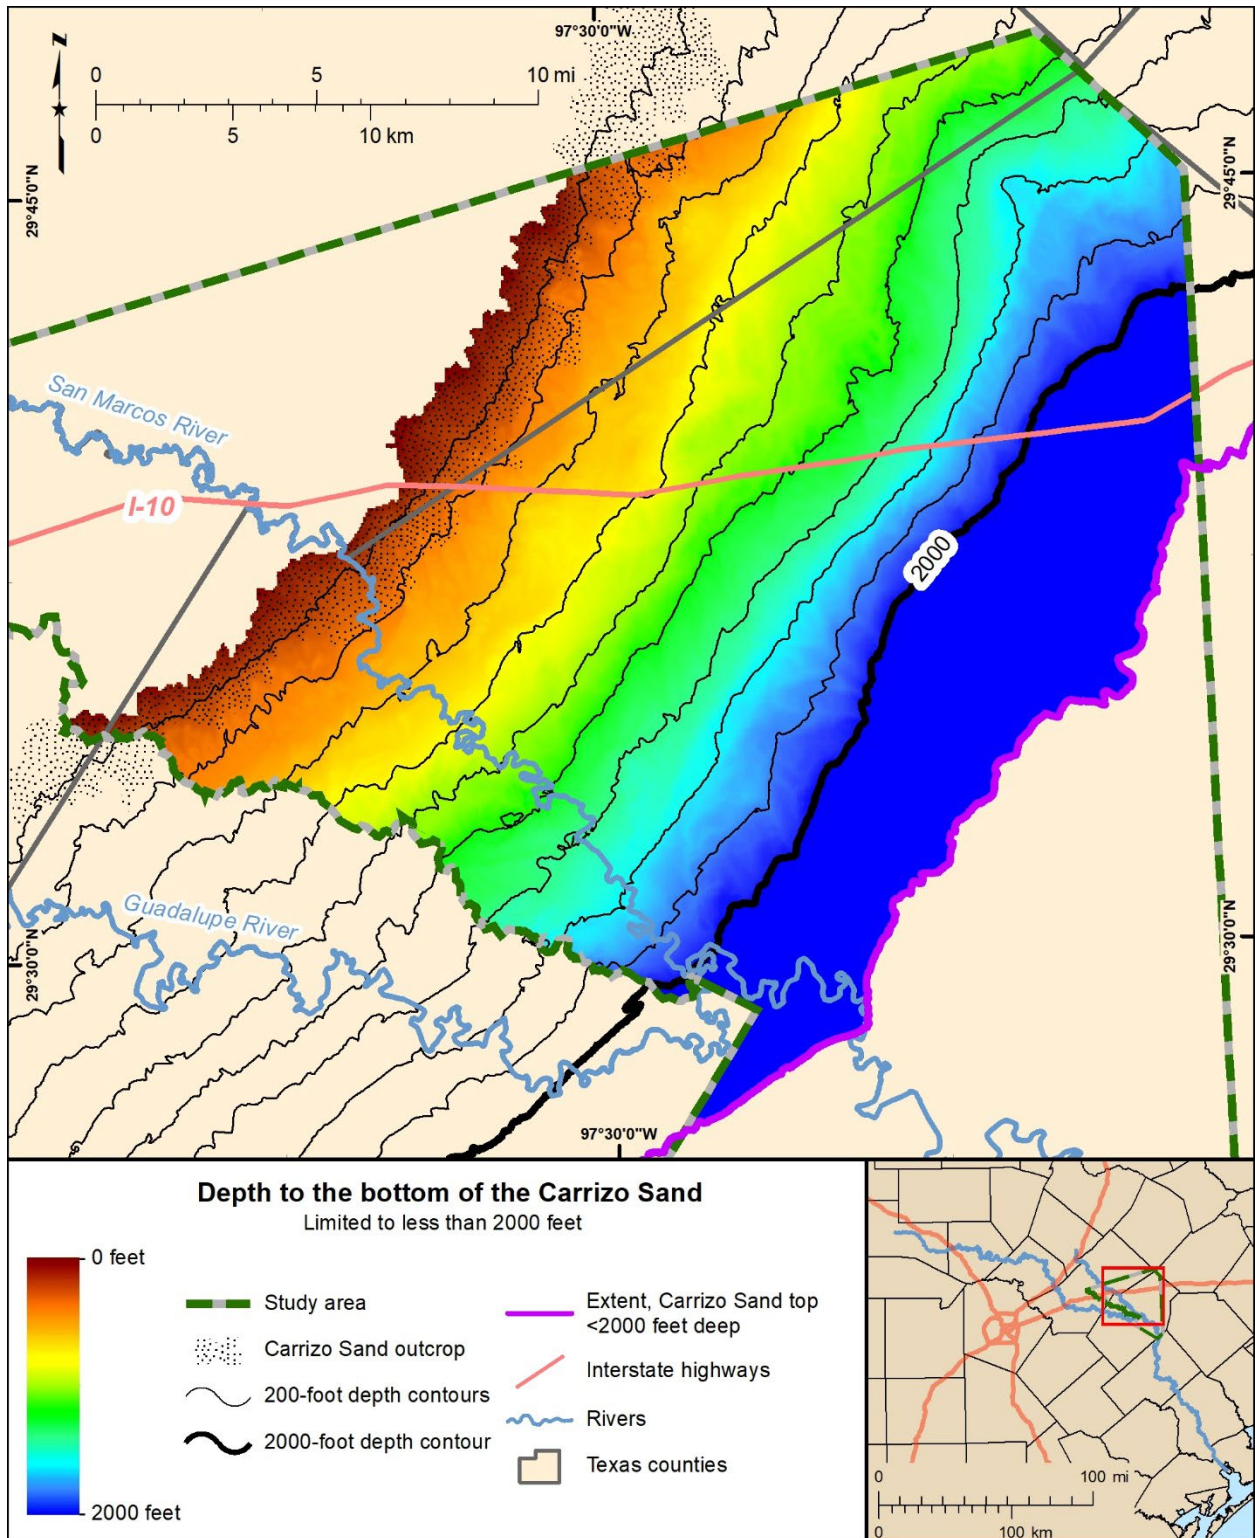 97°30'0"W
N
0 5 10 mi
0 5 10 km
29°45'0"N
29°45'0"N
San Marcos River
I-10
2000
Guadalupe River
29°30'0"N
29°30'0"N
97°30'0"W
Depth to the bottom of the Carrizo Sand
Limited to less than 2000 feet
0 feet
2000 feet
Study area
Carrizo Sand outcrop
200-foot depth contours
2000-foot depth contour
Extent, Carrizo Sand top
<2000 feet deep
Interstate highways
Rivers
Texas counties
0 100 mi
0 100 km